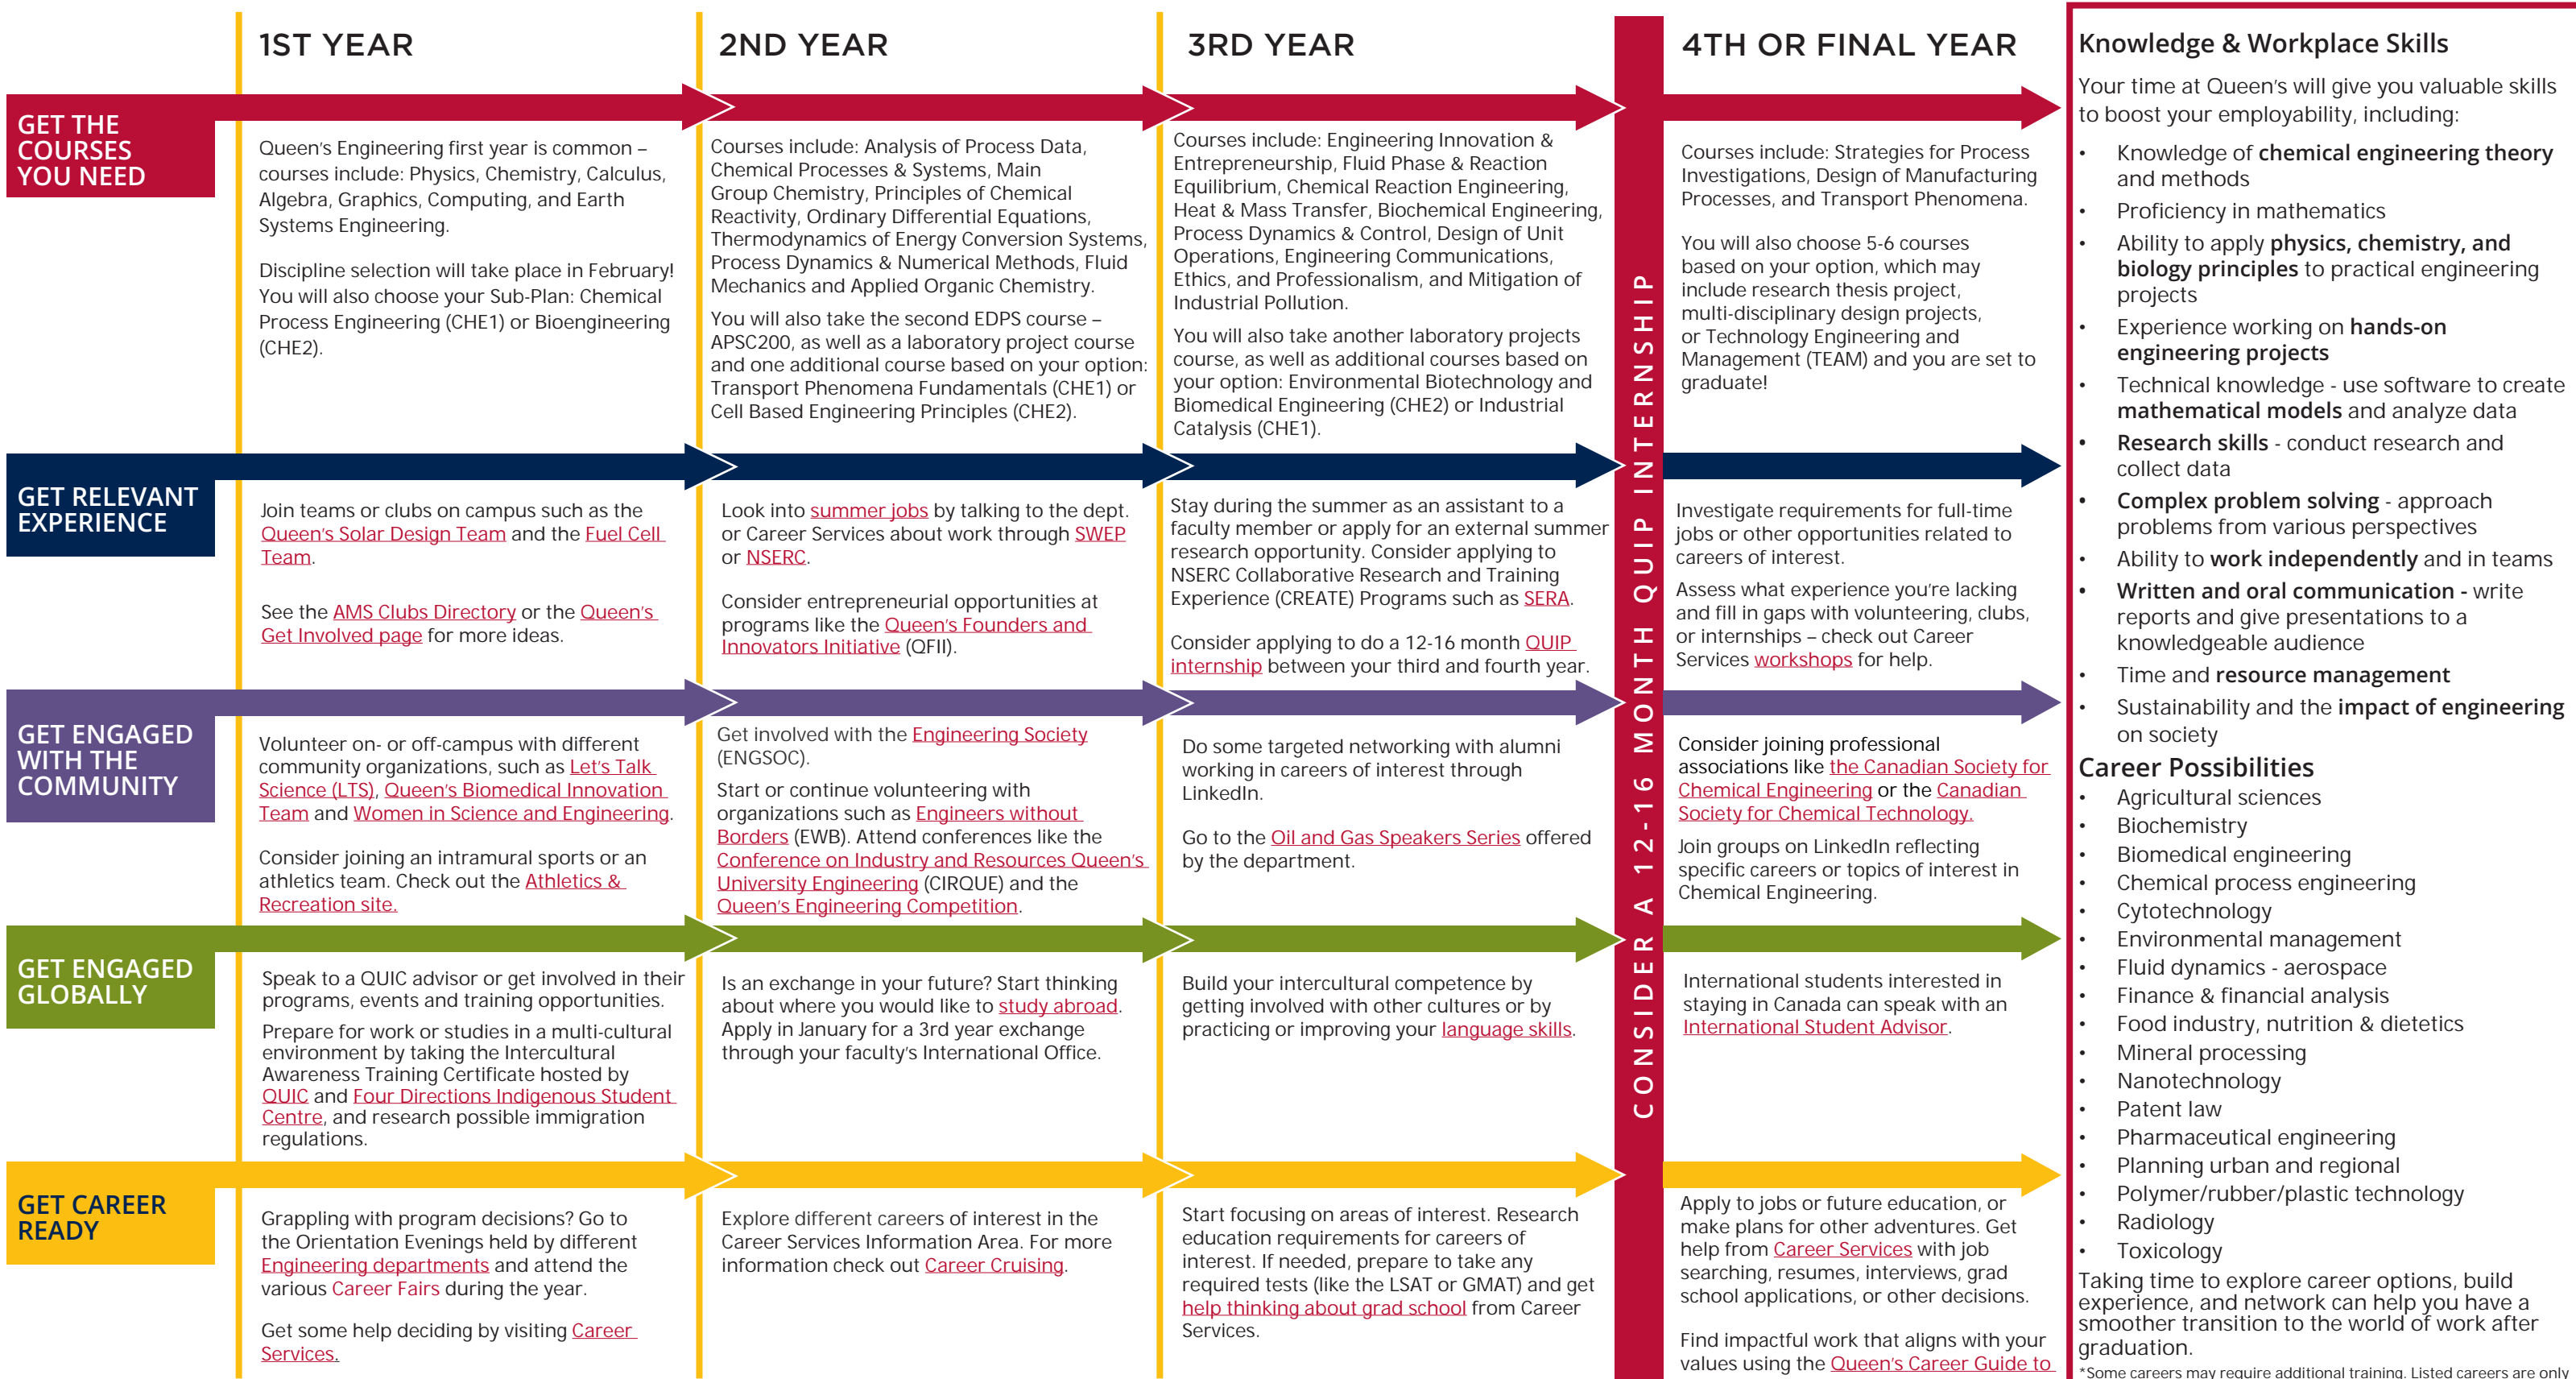 1ST YEAR
2ND YEAR
3RD YEAR
4TH OR FINAL YEAR
GET THE
COURSES
YOU NEED
Queen's Engineering first year is common –
courses include: Physics, Chemistry, Calculus,
Algebra, Graphics, Computing, and Earth
Systems Engineering.
Discipline selection will take place in February!
You will also choose your Sub-Plan: Chemical
Process Engineering (CHE1) or Bioengineering
(CHE2).
Courses include: Analysis of Process Data,
Chemical Processes & Systems, Main
Group Chemistry, Principles of Chemical
Reactivity, Ordinary Differential Equations,
Thermodynamics of Energy Conversion Systems,
Process Dynamics & Numerical Methods, Fluid
Mechanics and Applied Organic Chemistry.
You will also take the second EDPS course –
APSC200, as well as a laboratory project course
and one additional course based on your option:
Transport Phenomena Fundamentals (CHE1) or
Cell Based Engineering Principles (CHE2).
Courses include: Engineering Innovation &
Entrepreneurship, Fluid Phase & Reaction
Equilibrium, Chemical Reaction Engineering,
Heat & Mass Transfer, Biochemical Engineering,
Process Dynamics & Control, Design of Unit
Operations, Engineering Communications,
Ethics, and Professionalism, and Mitigation of
Industrial Pollution.
You will also take another laboratory projects
course, as well as additional courses based on
your option: Environmental Biotechnology and
Biomedical Engineering (CHE2) or Industrial
Catalysis (CHE1).
Courses include: Strategies for Process
Investigations, Design of Manufacturing
Processes, and Transport Phenomena.
You will also choose 5-6 courses
based on your option, which may
include research thesis project,
multi-disciplinary design projects,
or Technology Engineering and
Management (TEAM) and you are set to
graduate!
GET RELEVANT
EXPERIENCE
Join teams or clubs on campus such as the
Queen's Solar Design Team and the Fuel Cell
Team.
See the AMS Clubs Directory or the Queen's
Get Involved page for more ideas.
Look into summer jobs by talking to the dept.
or Career Services about work through SWEP
or NSERC.
Consider entrepreneurial opportunities at
programs like the Queen's Founders and
Innovators Initiative (QFII).
Stay during the summer as an assistant to a
faculty member or apply for an external summer
research opportunity. Consider applying to
NSERC Collaborative Research and Training
Experience (CREATE) Programs such as SERA.
Consider applying to do a 12-16 month QUIP
internship between your third and fourth year.
Investigate requirements for full-time
jobs or other opportunities related to
careers of interest.
Assess what experience you're lacking
and fill in gaps with volunteering, clubs,
or internships – check out Career
Services workshops for help.
GET ENGAGED
WITH THE
COMMUNITY
Volunteer on- or off-campus with different
community organizations, such as Let's Talk
Science (LTS), Queen's Biomedical Innovation
Team and Women in Science and Engineering.
Consider joining an intramural sports or an
athletics team. Check out the Athletics &
Recreation site.
Get involved with the Engineering Society
(ENGSOC).
Start or continue volunteering with
organizations such as Engineers without
Borders (EWB). Attend conferences like the
Conference on Industry and Resources Queen's
University Engineering (CIRQUE) and the
Queen's Engineering Competition.
Do some targeted networking with alumni
working in careers of interest through
LinkedIn.
Go to the Oil and Gas Speakers Series offered
by the department.
Consider joining professional
associations like the Canadian Society for
Chemical Engineering or the Canadian
Society for Chemical Technology.
Join groups on LinkedIn reflecting
specific careers or topics of interest in
Chemical Engineering.
GET ENGAGED
GLOBALLY
Speak to a QUIC advisor or get involved in their
programs, events and training opportunities.
Prepare for work or studies in a multi-cultural
environment by taking the Intercultural
Awareness Training Certificate hosted by
QUIC and Four Directions Indigenous Student
Centre, and research possible immigration
regulations.
Is an exchange in your future? Start thinking
about where you would like to study abroad.
Apply in January for a 3rd year exchange
through your faculty's International Office.
Build your intercultural competence by
getting involved with other cultures or by
practicing or improving your language skills.
International students interested in
staying in Canada can speak with an
International Student Advisor.
GET CAREER
READY
Grappling with program decisions? Go to
the Orientation Evenings held by different
Engineering departments and attend the
various Career Fairs during the year.
Get some help deciding by visiting Career
Services.
Explore different careers of interest in the
Career Services Information Area. For more
information check out Career Cruising.
Start focusing on areas of interest. Research
education requirements for careers of
interest. If needed, prepare to take any
required tests (like the LSAT or GMAT) and get
help thinking about grad school from Career
Services.
Apply to jobs or future education, or
make plans for other adventures. Get
help from Career Services with job
searching, resumes, interviews, grad
school applications, or other decisions.
Find impactful work that aligns with your
values using the Queen's Career Guide to
CONSIDER A 12-16 MONTH QUIP INTERNSHIP
Knowledge & Workplace Skills
Your time at Queen's will give you valuable skills
to boost your employability, including:
• Knowledge of chemical engineering theory
and methods
• Proficiency in mathematics
• Ability to apply physics, chemistry, and
biology principles to practical engineering
projects
• Experience working on hands-on
engineering projects
• Technical knowledge - use software to create
mathematical models and analyze data
• Research skills - conduct research and
collect data
• Complex problem solving - approach
problems from various perspectives
• Ability to work independently and in teams
• Written and oral communication - write
reports and give presentations to a
knowledgeable audience
• Time and resource management
• Sustainability and the impact of engineering
on society
Career Possibilities
• Agricultural sciences
• Biochemistry
• Biomedical engineering
• Chemical process engineering
• Cytotechnology
• Environmental management
• Fluid dynamics - aerospace
• Finance & financial analysis
• Food industry, nutrition & dietetics
• Mineral processing
• Nanotechnology
• Patent law
• Pharmaceutical engineering
• Planning urban and regional
• Polymer/rubber/plastic technology
• Radiology
• Toxicology
Taking time to explore career options, build
experience, and network can help you have a
smoother transition to the world of work after
graduation.
*Some careers may require additional training. Listed careers are only